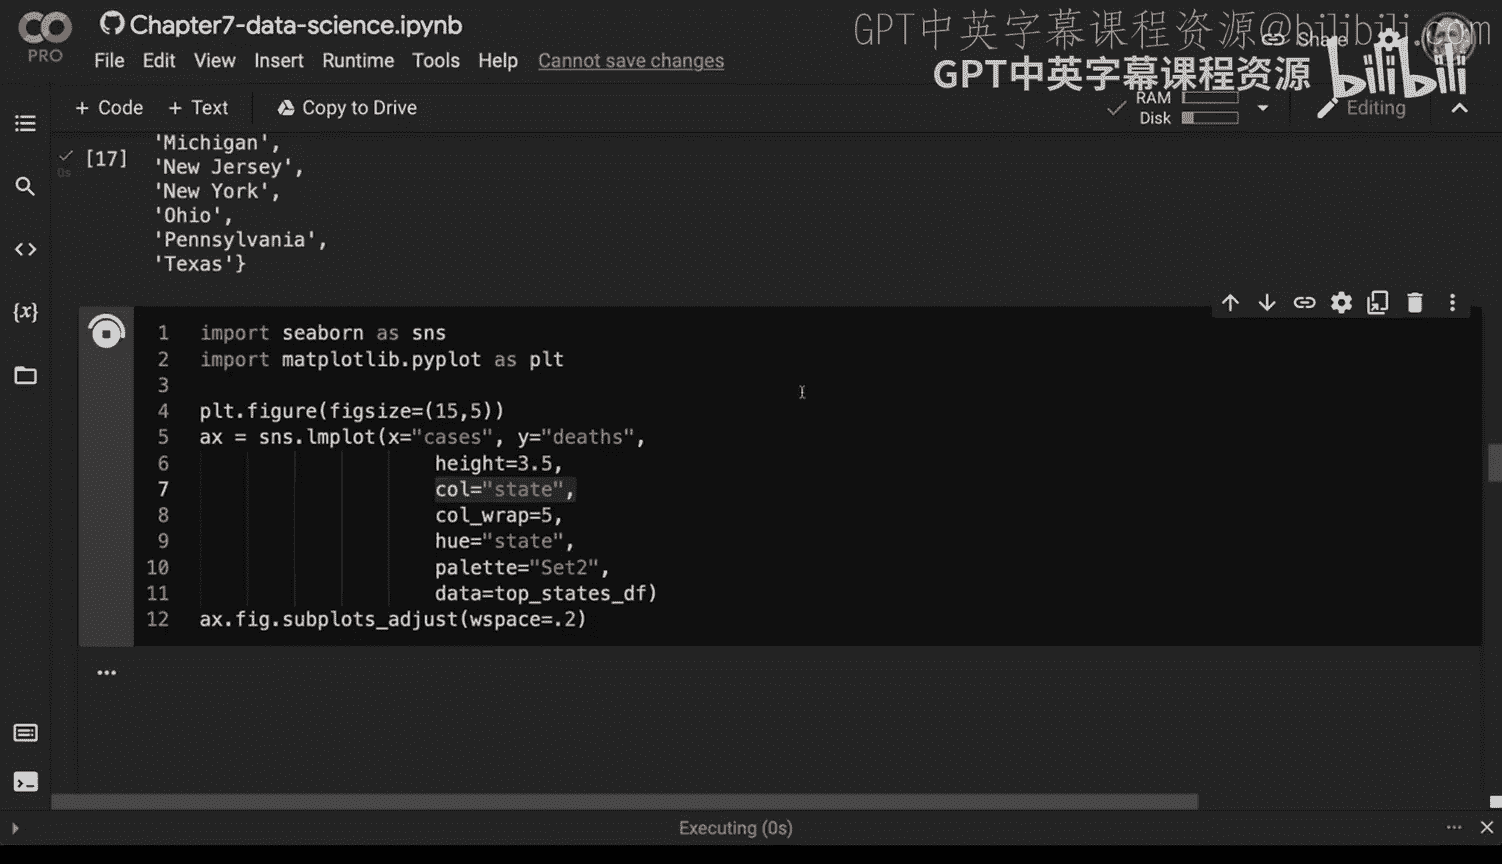 CO
PRO
Chapter7-data-science.ipynb
File Edit View Insert Runtime Tools Help Cannot save changes
Share
GPT中英字幕课程资源@bilibili.com
GPT中英字幕课程资源 bilibili
+ Code + Text Copy to Drive
RAM
Disk
Editing
{x}
[17]
0s
'Michigan',
'New Jersey',
'New York',
'Ohio',
'Pennsylvania',
'Texas'}
1 import seaborn as sns
2 import matplotlib.pyplot as plt
3
4 plt.figure(figsize=(15,5))
5 ax = sns.lmplot(x="cases", y="deaths",
6 height=3.5,
7 col="state",
8 col_wrap=5,
9 hue="state",
10 palette="Set2",
11 data=top_states_df)
12 ax.fig.subplots_adjust(wspace=.2)
Executing (0s)